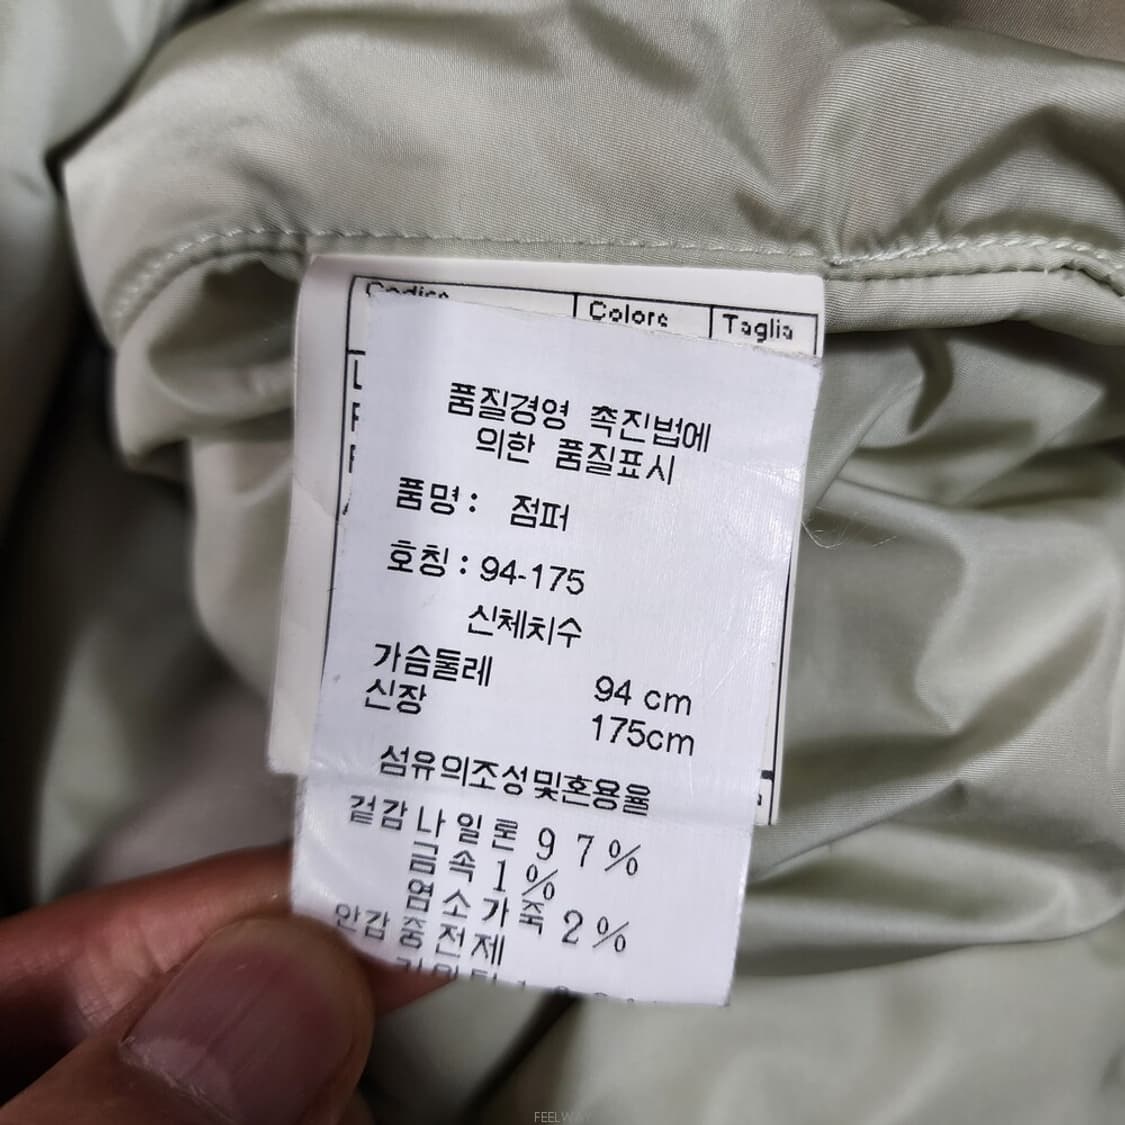 Codice Colors Taglia
품질경영 촉진법에
의한 품질표시
품명: 점퍼
호칭: 94-175
신체치수
가슴둘레 94 cm
신장 175cm
섬유의조성및혼용율
겉감 나일론 97%
금속 1%
염소가죽 2%
안감 충전제
FEELWAY